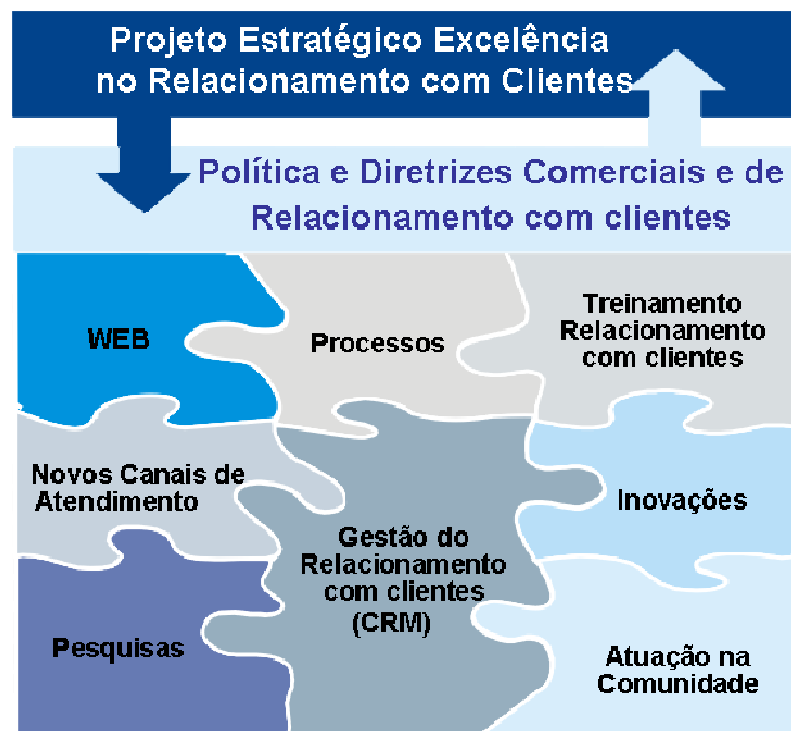 Projeto Estratégico Excelência
no Relacionamento com Clientes
Política e Diretrizes Comerciais e de
Relacionamento com clientes
WEB
Processos
Treinamento
Relacionamento
com clientes
Novos Canais de
Atendimento
Gestão do
Relacionamento
com clientes
(CRM)
Inovações
Pesquisas
Atuação na
Comunidade